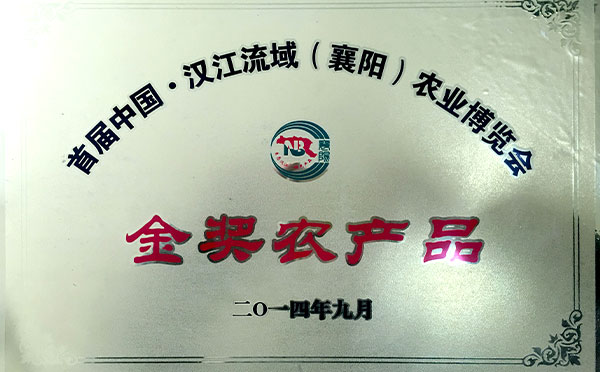 首届中国·汉江流域（襄阳）农业博览会
NB
金奖农产品
二〇一四年九月